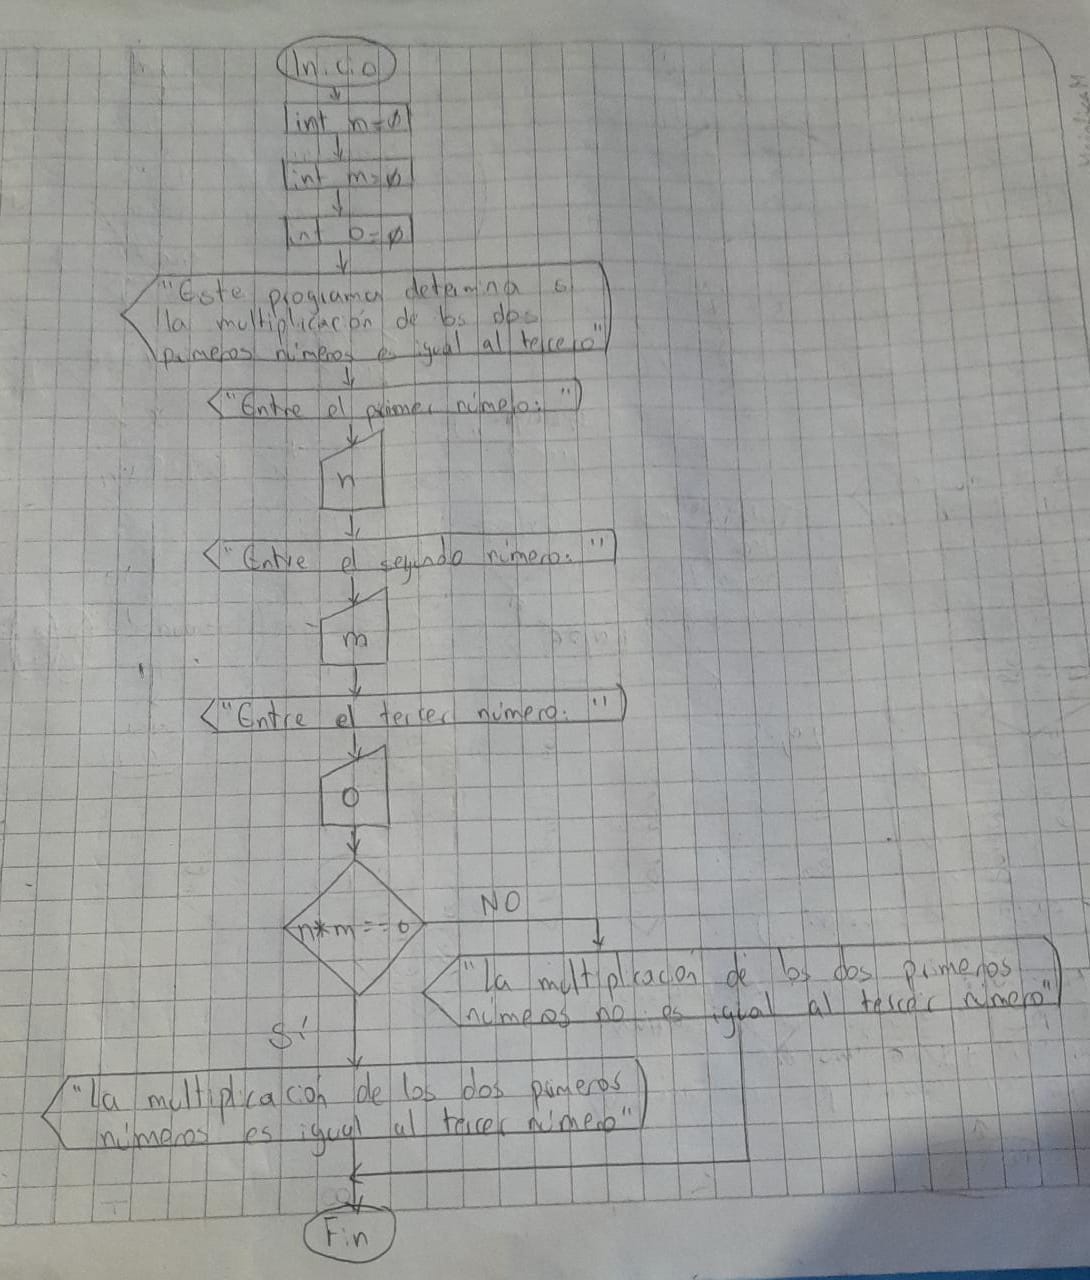 Inicio
int n=0
int m=0
int o=0
"Este programa determina si
la multiplicación de los dos
primeros números es igual al tercero"
"Entre el primer número: "
n
"Entre el segundo número: "
m
"Entre el tercer número: "
o
n*m==o
NO
"La multiplicación de los dos primeros
números no es igual al tercer número"
Sí
"La multiplicación de los dos primeros
números es igual al tercer número"
Fin